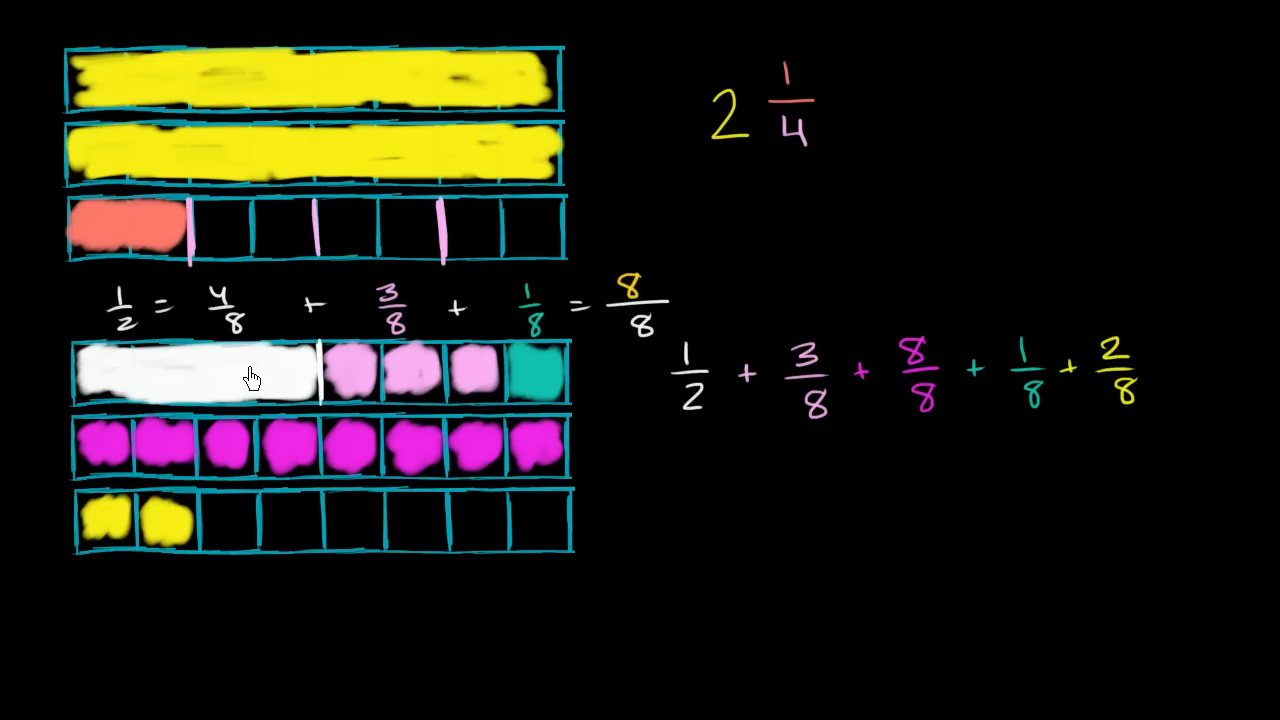 2 1/4
1/2 = 4/8 + 3/8 + 1/8 = 8/8
1/2 + 3/8 + 8/8 + 1/8 + 2/8